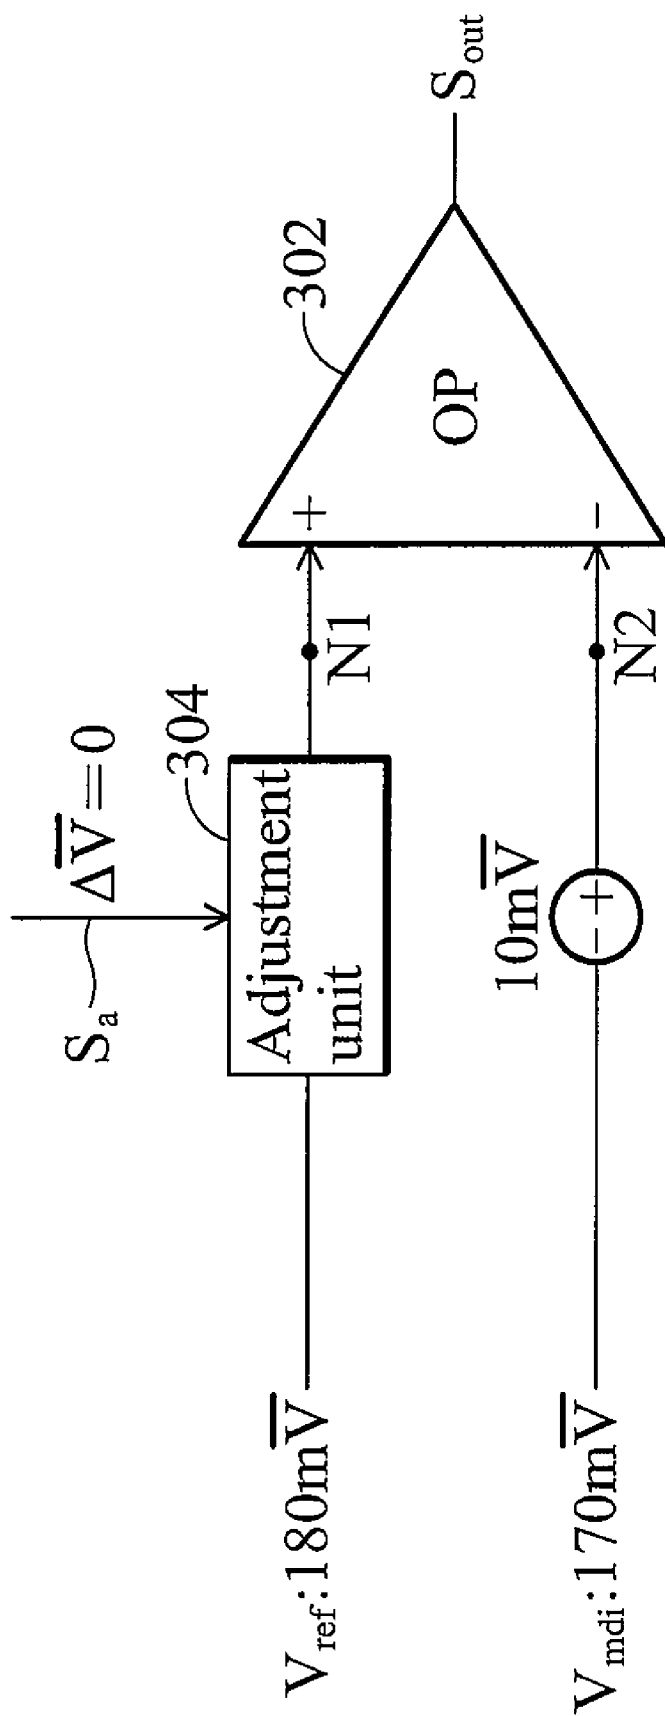 S_a
ΔV̅=0
304
Adjustment
unit
V_ref:180mV̅
N1
302
+
OP
-
S_out
V_mdi:170mV̅
10mV̅
- +
N2